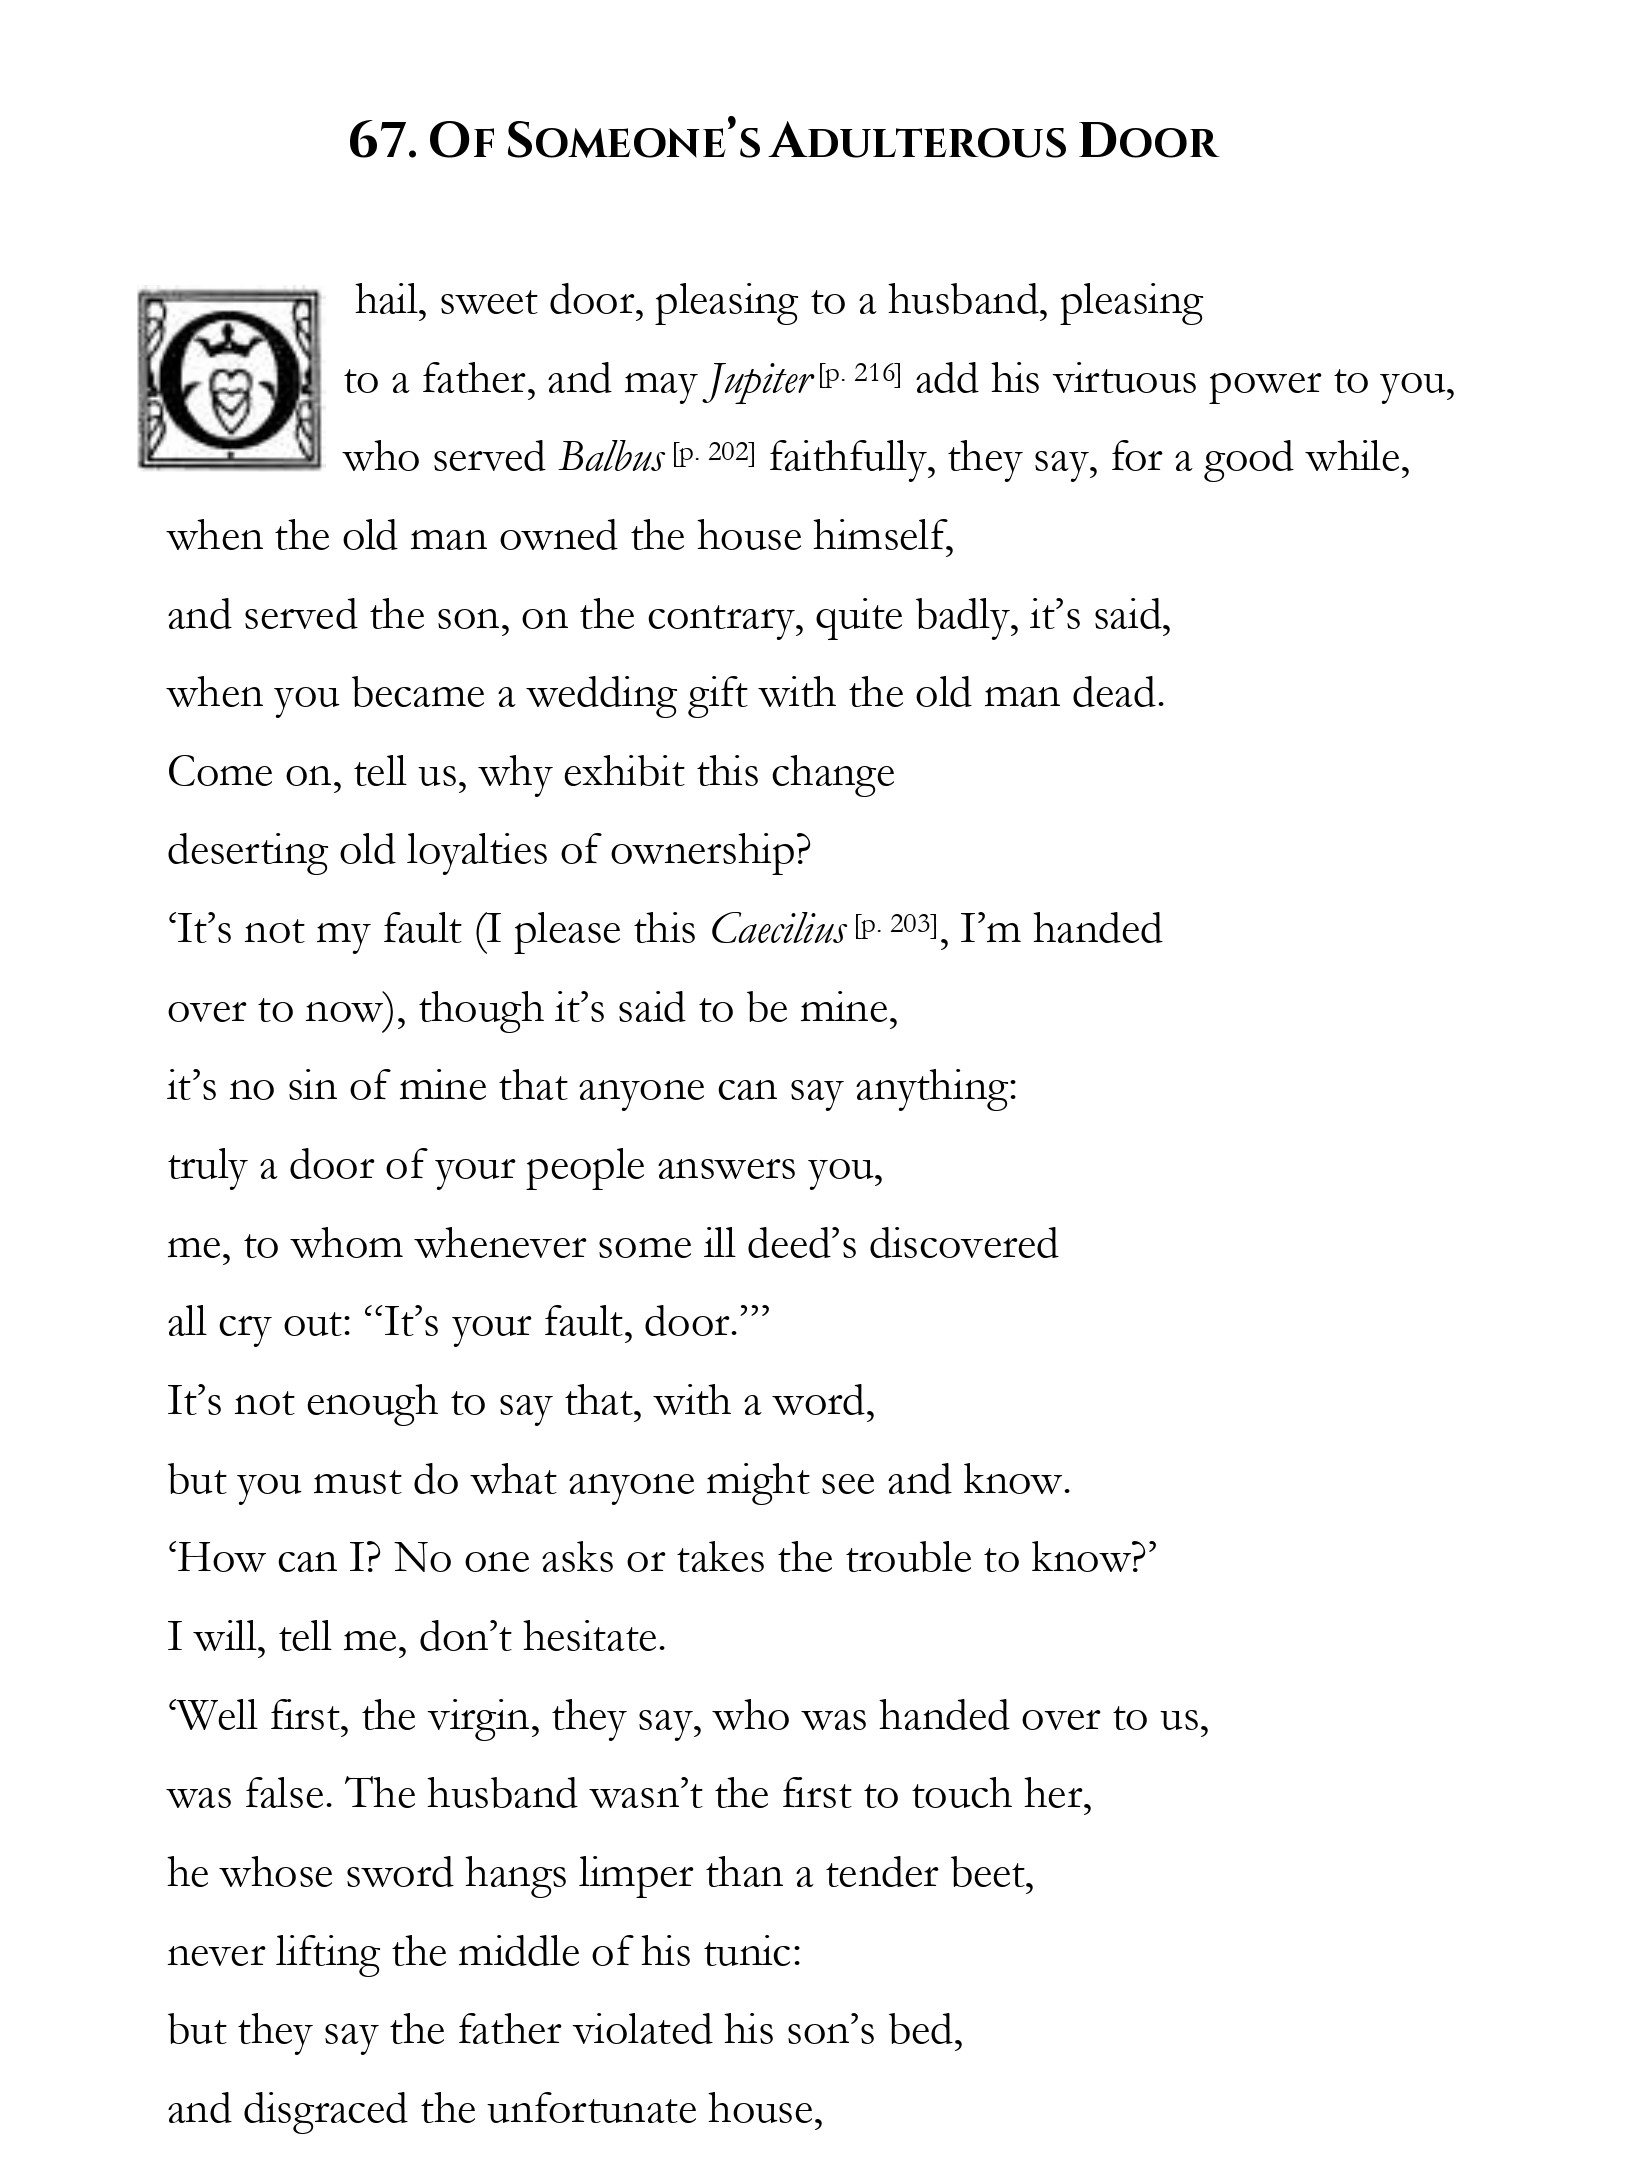 67. Of Someone’s Adulterous Door
O hail, sweet door, pleasing to a husband, pleasing
to a father, and may Jupiter [p. 216] add his virtuous power to you,
who served Balbus [p. 202] faithfully, they say, for a good while,
when the old man owned the house himself,
and served the son, on the contrary, quite badly, it’s said,
when you became a wedding gift with the old man dead.
Come on, tell us, why exhibit this change
deserting old loyalties of ownership?
‘It’s not my fault (I please this Caecilius [p. 203], I’m handed
over to now), though it’s said to be mine,
it’s no sin of mine that anyone can say anything:
truly a door of your people answers you,
me, to whom whenever some ill deed’s discovered
all cry out: “It’s your fault, door.”’
It’s not enough to say that, with a word,
but you must do what anyone might see and know.
‘How can I? No one asks or takes the trouble to know?’
I will, tell me, don’t hesitate.
‘Well first, the virgin, they say, who was handed over to us,
was false. The husband wasn’t the first to touch her,
he whose sword hangs limper than a tender beet,
never lifting the middle of his tunic:
but they say the father violated his son’s bed,
and disgraced the unfortunate house,